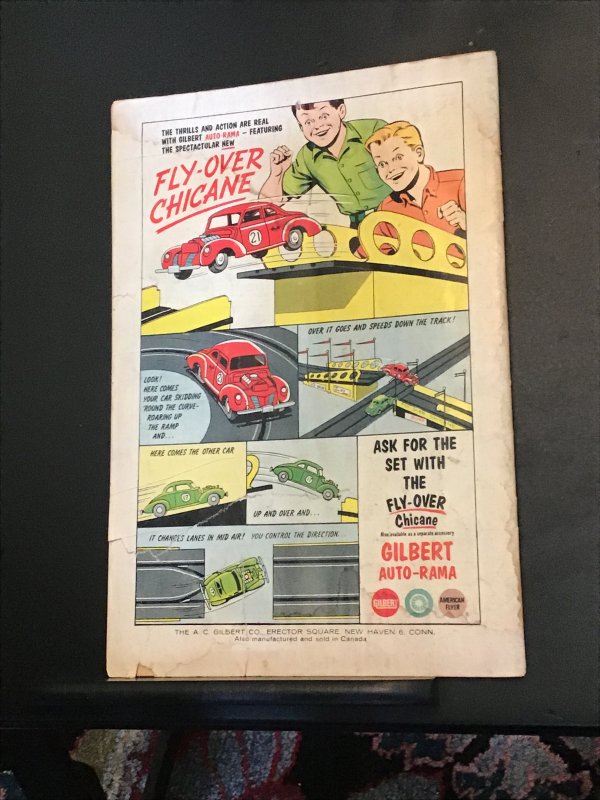 THE THRILLS AND ACTION ARE REAL
WITH GILBERT AUTO-RAMA - FEATURING
THE SPECTACULAR NEW
FLY-OVER
CHICANE
21
LOOK!
HERE COMES
YOUR CAR SKIDDING
'ROUND THE CURVE-
ROARING UP
THE RAMP
AND...
21
OVER IT GOES AND SPEEDS DOWN THE TRACK!
HERE COMES THE OTHER CAR
UP AND OVER AND...
IT CHANGES LANES IN MID AIR! YOU CONTROL THE DIRECTION.
ASK FOR THE
SET WITH
THE
FLY-OVER
Chicane
Also available as a separate accessory
GILBERT
AUTO-RAMA
GILBERT
AMERICAN
FLYER
THE A. C. GILBERT CO., ERECTOR SQUARE, NEW HAVEN 6, CONN.
Also manufactured and sold in Canada